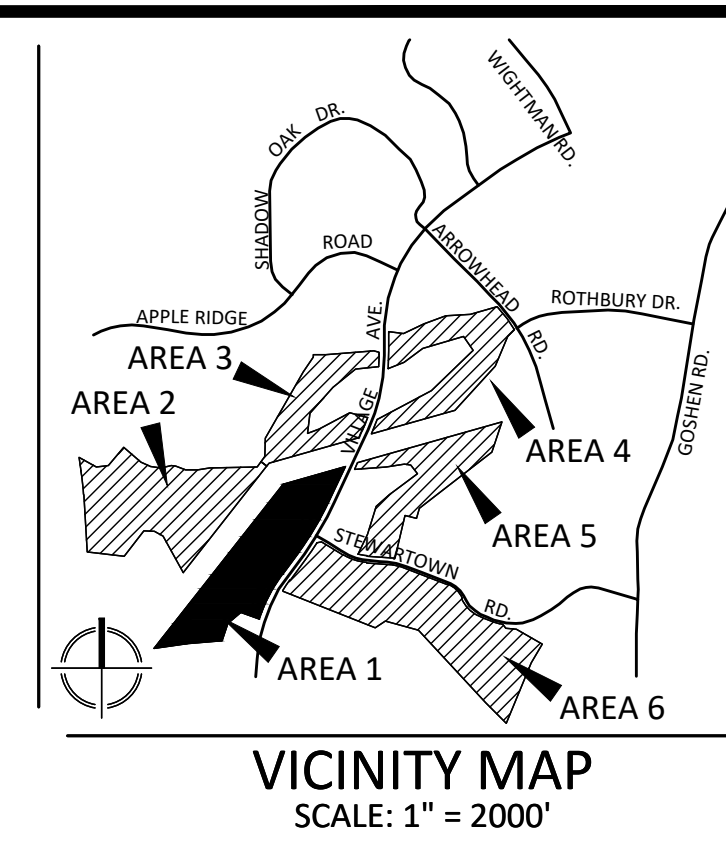 WIGHTMAN RD.
SHADOW OAK DR.
ROAD
ARROWHEAD RD.
ROTHBURY DR.
APPLE RIDGE
VILLAGE AVE.
AREA 3
AREA 2
GOSHEN RD.
AREA 4
AREA 5
STEWARTOWN RD.
AREA 1
AREA 6
VICINITY MAP
SCALE: 1" = 2000'